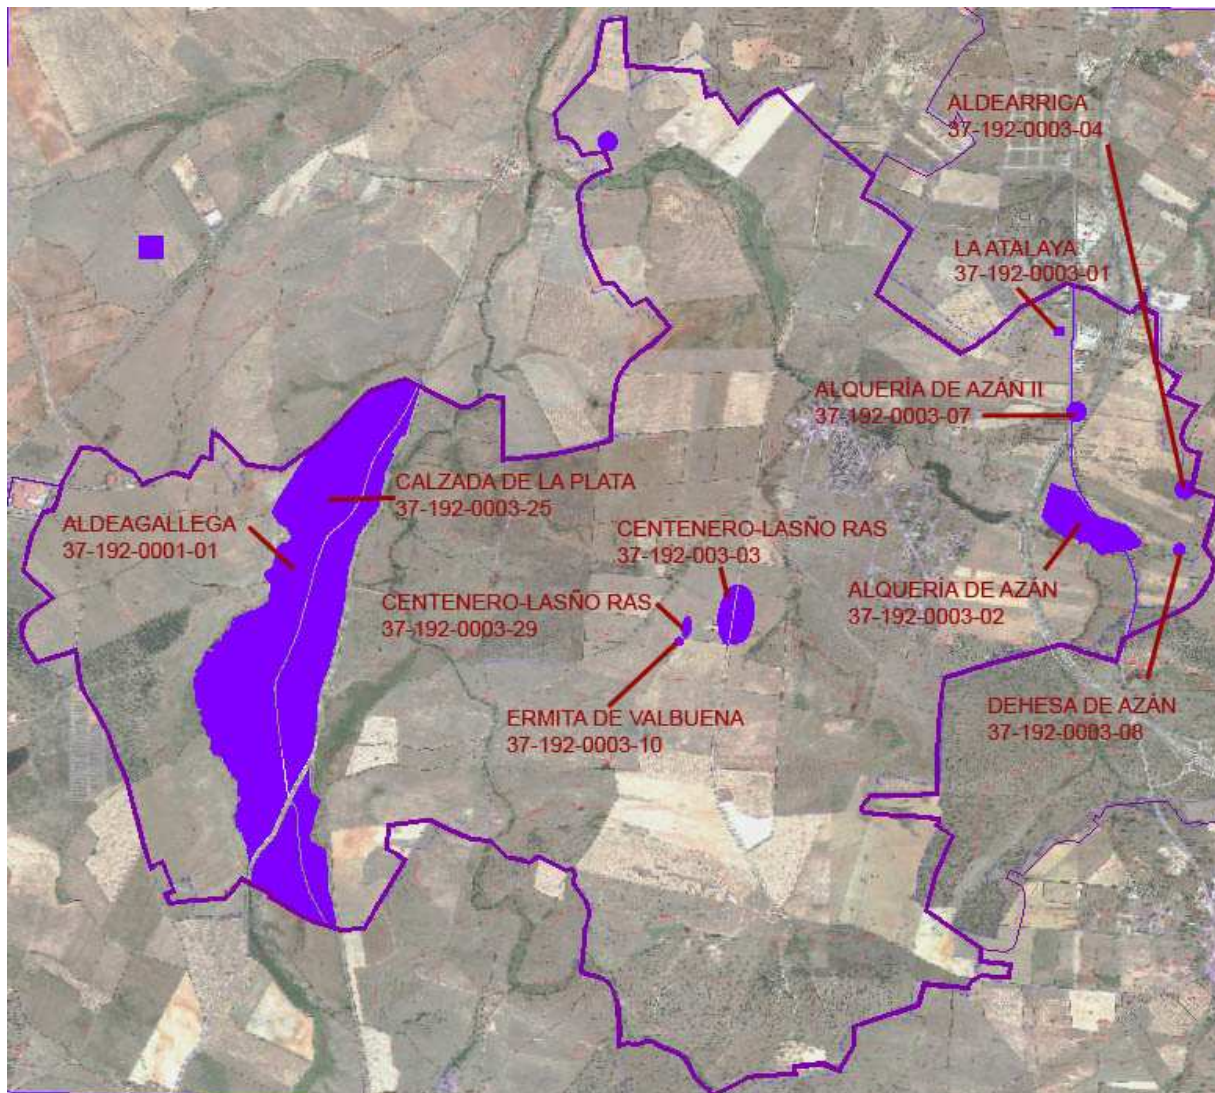 ALDEARRICA
37-192-0003-04
LA ATALAYA
37-192-0003-01
ALQUERÍA DE AZÁN II
37-192-0003-07
CALZADA DE LA PLATA
37-192-0003-25
ALDEAGALLEGA
37-192-0001-01
CENTENERO-LASÑO RAS
37-192-003-03
CENTENERO-LASÑO RAS
37-192-0003-29
ALQUERÍA DE AZÁN
37-192-0003-02
ERMITA DE VALBUENA
37-192-0003-10
DEHESA DE AZÁN
37-192-0003-08